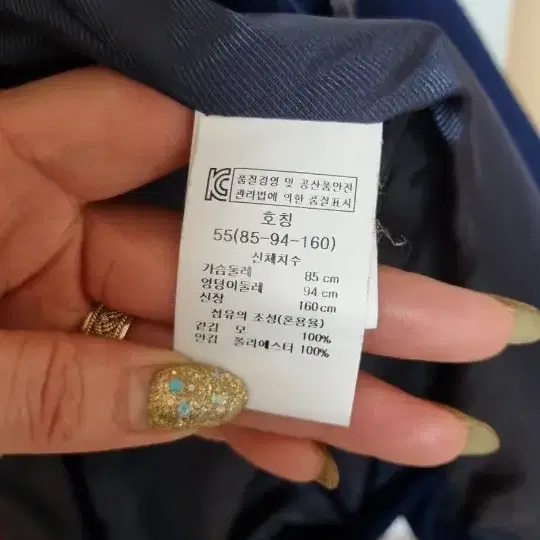 품질경영 및 공산품안전
관리법에 의한 품질표시
호칭
55(85-94-160)
신체치수
가슴둘레 85 cm
엉덩이둘레 94 cm
신장 160 cm
섬유의 조성(혼용율)
겉감 모 100%
안감 폴리에스터 100%